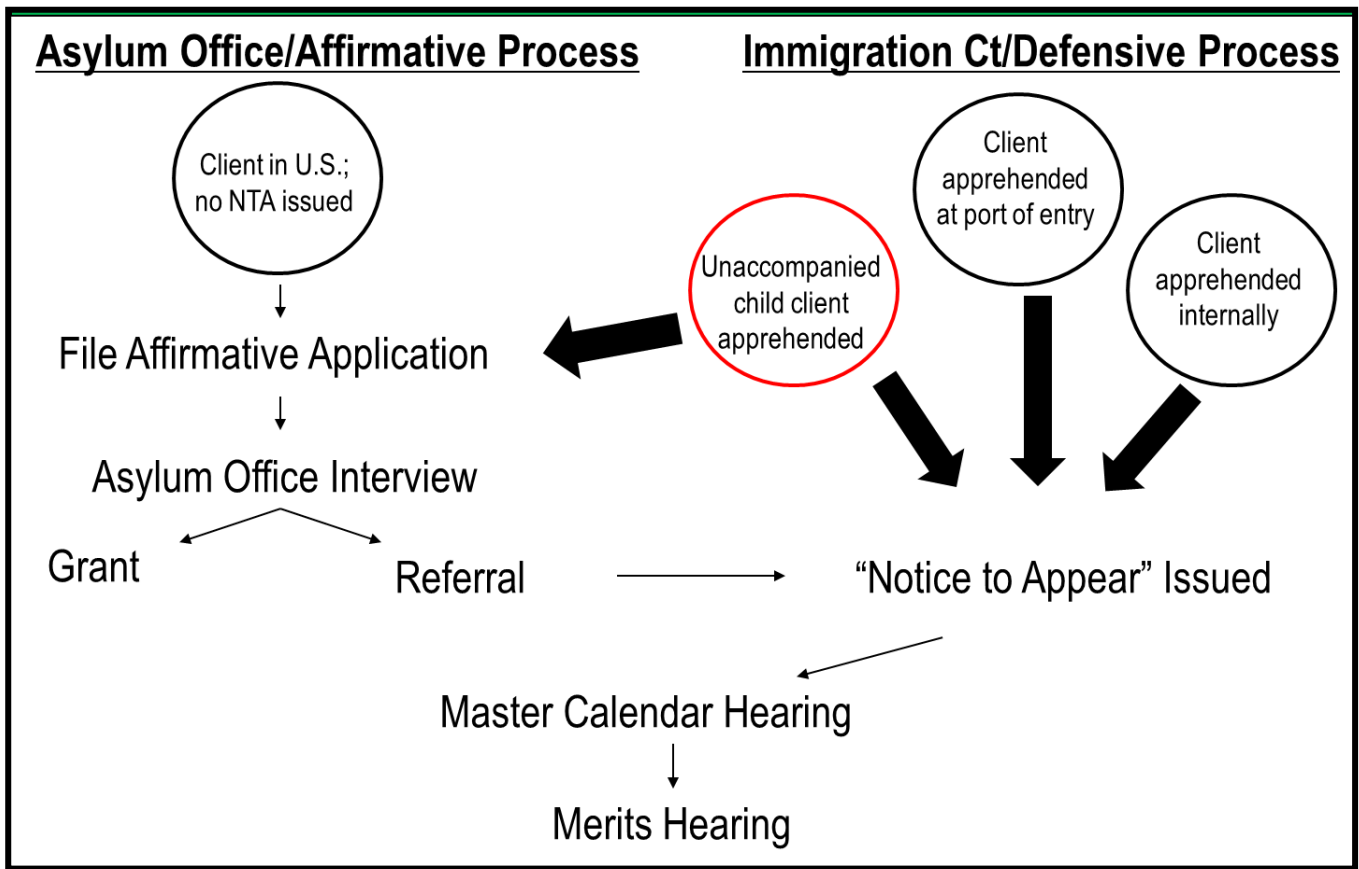 Asylum Office/Affirmative Process
Immigration Ct/Defensive Process
Client in U.S.;
no NTA issued
Client
apprehended
at port of entry
Unaccompanied
child client
apprehended
Client
apprehended
internally
File Affirmative Application
Asylum Office Interview
Grant
Referral
“Notice to Appear” Issued
Master Calendar Hearing
Merits Hearing